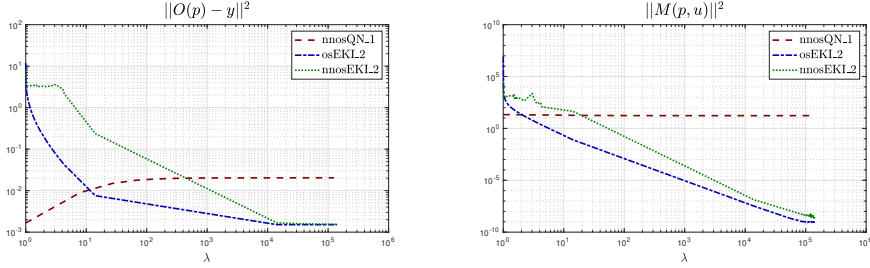 ||O(p) − y||²
10²
10⁰
10⁻¹
10⁻²
10⁻³
10⁰
10¹
10²
10³
10⁴
10⁵
10⁶
λ
nnosQN_1
osEKI_2
nnosEKI_2
||M(p, u)||²
10¹⁰
10⁵
10⁰
10⁻⁵
10⁻¹⁰
10⁰
10¹
10²
10³
10⁴
10⁵
10⁶
λ
nnosQN_1
osEKI_2
nnosEKI_2